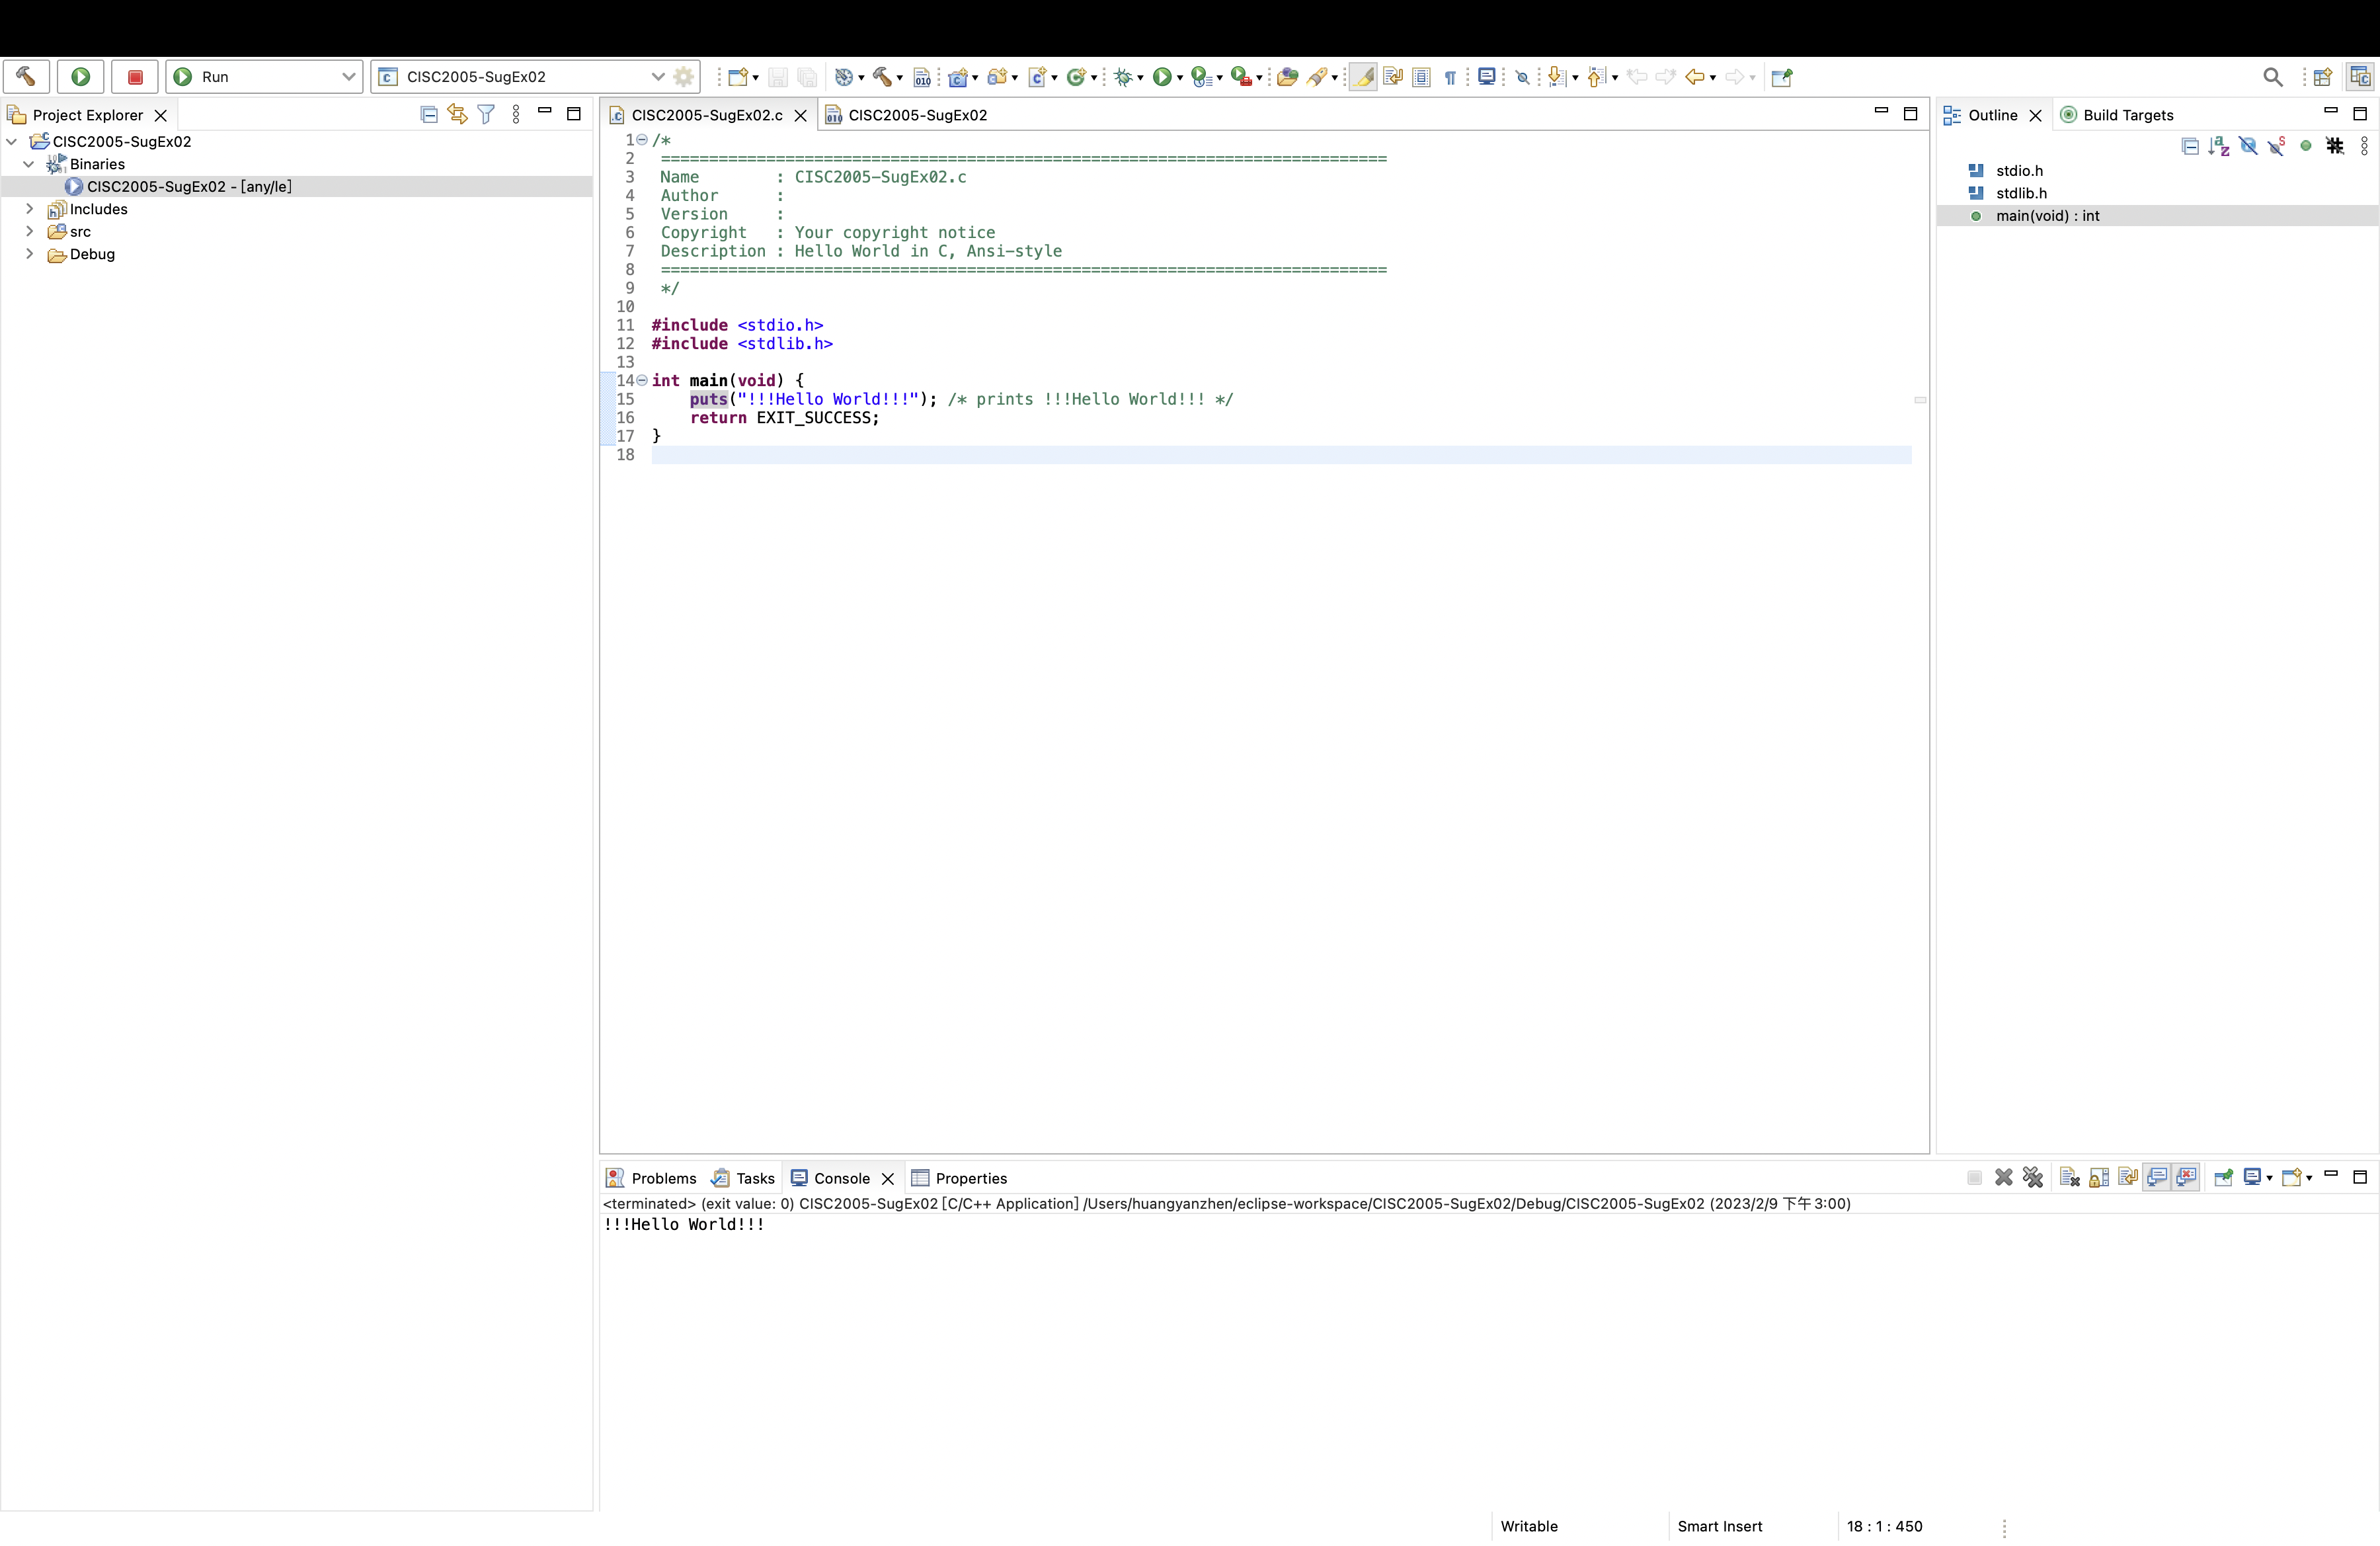 Run
CISC2005-SugEx02
Project Explorer
CISC2005-SugEx02
Binaries
CISC2005-SugEx02 - [any/le]
Includes
src
Debug
CISC2005-SugEx02.c
CISC2005-SugEx02
1 /*
2 ============================================================================
3 Name        : CISC2005-SugEx02.c
4 Author      :
5 Version     :
6 Copyright   : Your copyright notice
7 Description : Hello World in C, Ansi-style
8 ============================================================================
9 */
10
11 #include <stdio.h>
12 #include <stdlib.h>
13
14 int main(void) {
15     puts("!!!Hello World!!!"); /* prints !!!Hello World!!! */
16     return EXIT_SUCCESS;
17 }
18
Outline
Build Targets
stdio.h
stdlib.h
main(void) : int
Problems
Tasks
Console
Properties
<terminated> (exit value: 0) CISC2005-SugEx02 [C/C++ Application] /Users/huangyanzhen/eclipse-workspace/CISC2005-SugEx02/Debug/CISC2005-SugEx02 (2023/2/9 下午3:00)
!!!Hello World!!!
Writable
Smart Insert
18 : 1 : 450